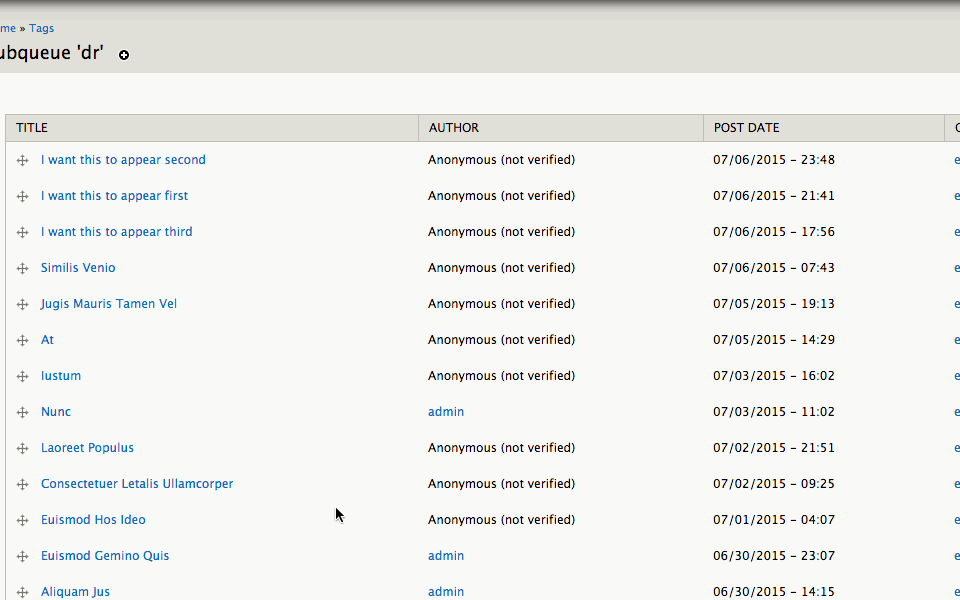 me » Tags
ubqueue 'dr'
TITLE AUTHOR POST DATE
I want this to appear second Anonymous (not verified) 07/06/2015 – 23:48 e
I want this to appear first Anonymous (not verified) 07/06/2015 – 21:41 e
I want this to appear third Anonymous (not verified) 07/06/2015 – 17:56 e
Similis Venio Anonymous (not verified) 07/06/2015 – 07:43 e
Jugis Mauris Tamen Vel Anonymous (not verified) 07/05/2015 – 19:13 e
At Anonymous (not verified) 07/05/2015 – 14:29 e
Iustum Anonymous (not verified) 07/03/2015 – 16:02 e
Nunc admin 07/03/2015 – 11:02 e
Laoreet Populus Anonymous (not verified) 07/02/2015 – 21:51 e
Consectetuer Letalis Ullamcorper Anonymous (not verified) 07/02/2015 – 09:25 e
Euismod Hos Ideo Anonymous (not verified) 07/01/2015 – 04:07 e
Euismod Gemino Quis admin 06/30/2015 – 23:07 e
Aliquam Jus admin 06/30/2015 – 14:15 e